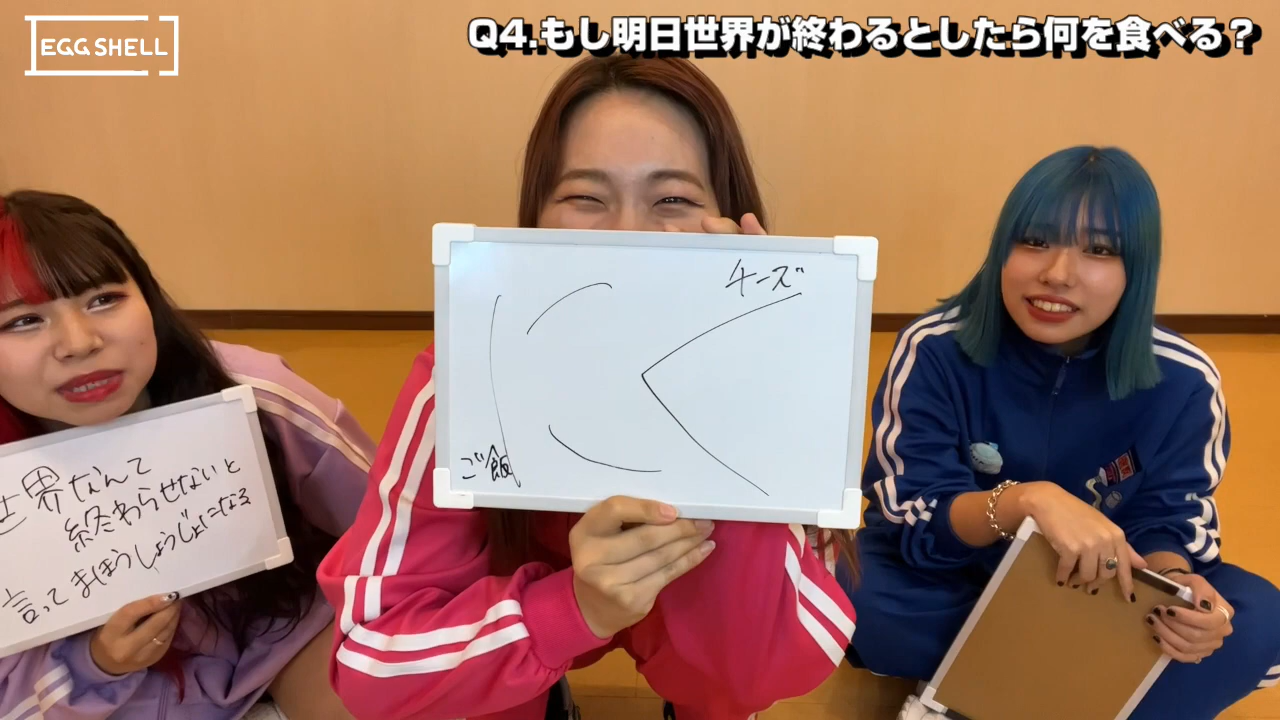 EGG SHELL
Q4.もし明日世界が終わるとしたら何を食べる？
チーズ
ご飯
世界なんて
終わらせないと
言ってまほうしょうじょになる